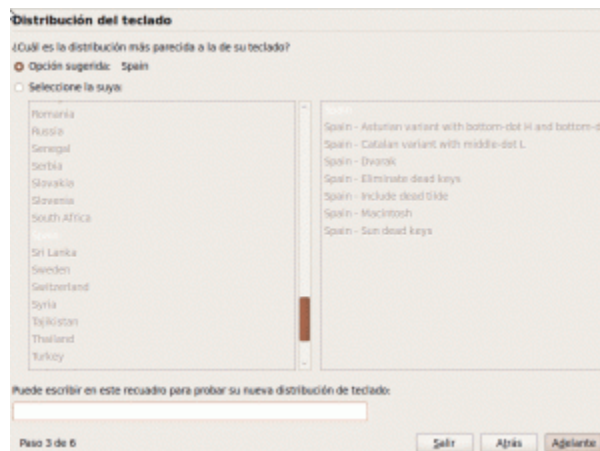 Distribución del teclado
¿Cuál es la distribución más parecida a la de su teclado?
Opción sugerida: Spain
Seleccione la suya:
Romania
Russia
Senegal
Serbia
Slovakia
Slovenia
South Africa
Spain
Sri Lanka
Sweden
Switzerland
Syria
Tajikistan
Thailand
Turkey
Spain
Spain - Asturian variant with bottom-dot H and bottom-d
Spain - Catalan variant with middle-dot L
Spain - Dvorak
Spain - Eliminate dead keys
Spain - Include dead tilde
Spain - Macintosh
Spain - Sun dead keys
Puede escribir en este recuadro para probar su nueva distribución de teclado:
Paso 3 de 6
Salir
Atrás
Adelante